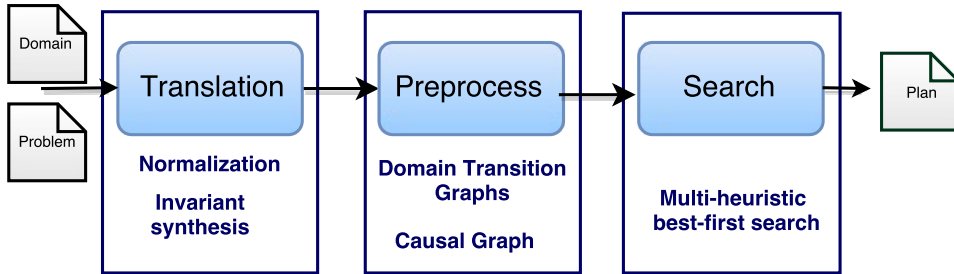 Domain
Problem
Translation
Normalization
Invariant
synthesis
Preprocess
Domain Transition
Graphs
Causal Graph
Search
Multi-heuristic
best-first search
Plan